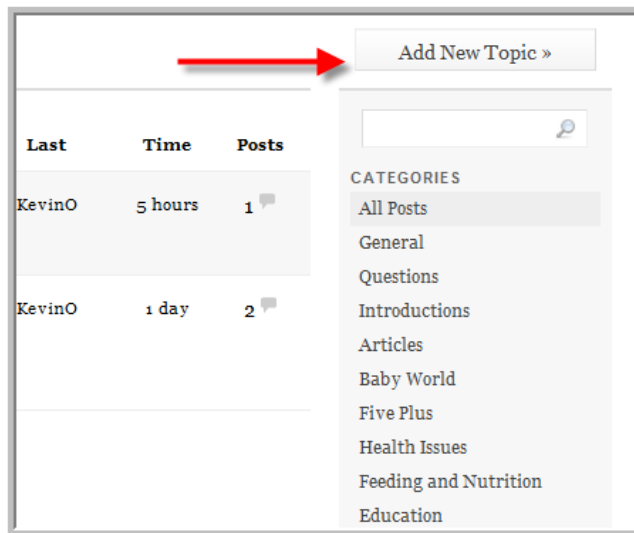 Add New Topic »
Last Time Posts
KevinO 5 hours 1
KevinO 1 day 2
CATEGORIES
All Posts
General
Questions
Introductions
Articles
Baby World
Five Plus
Health Issues
Feeding and Nutrition
Education